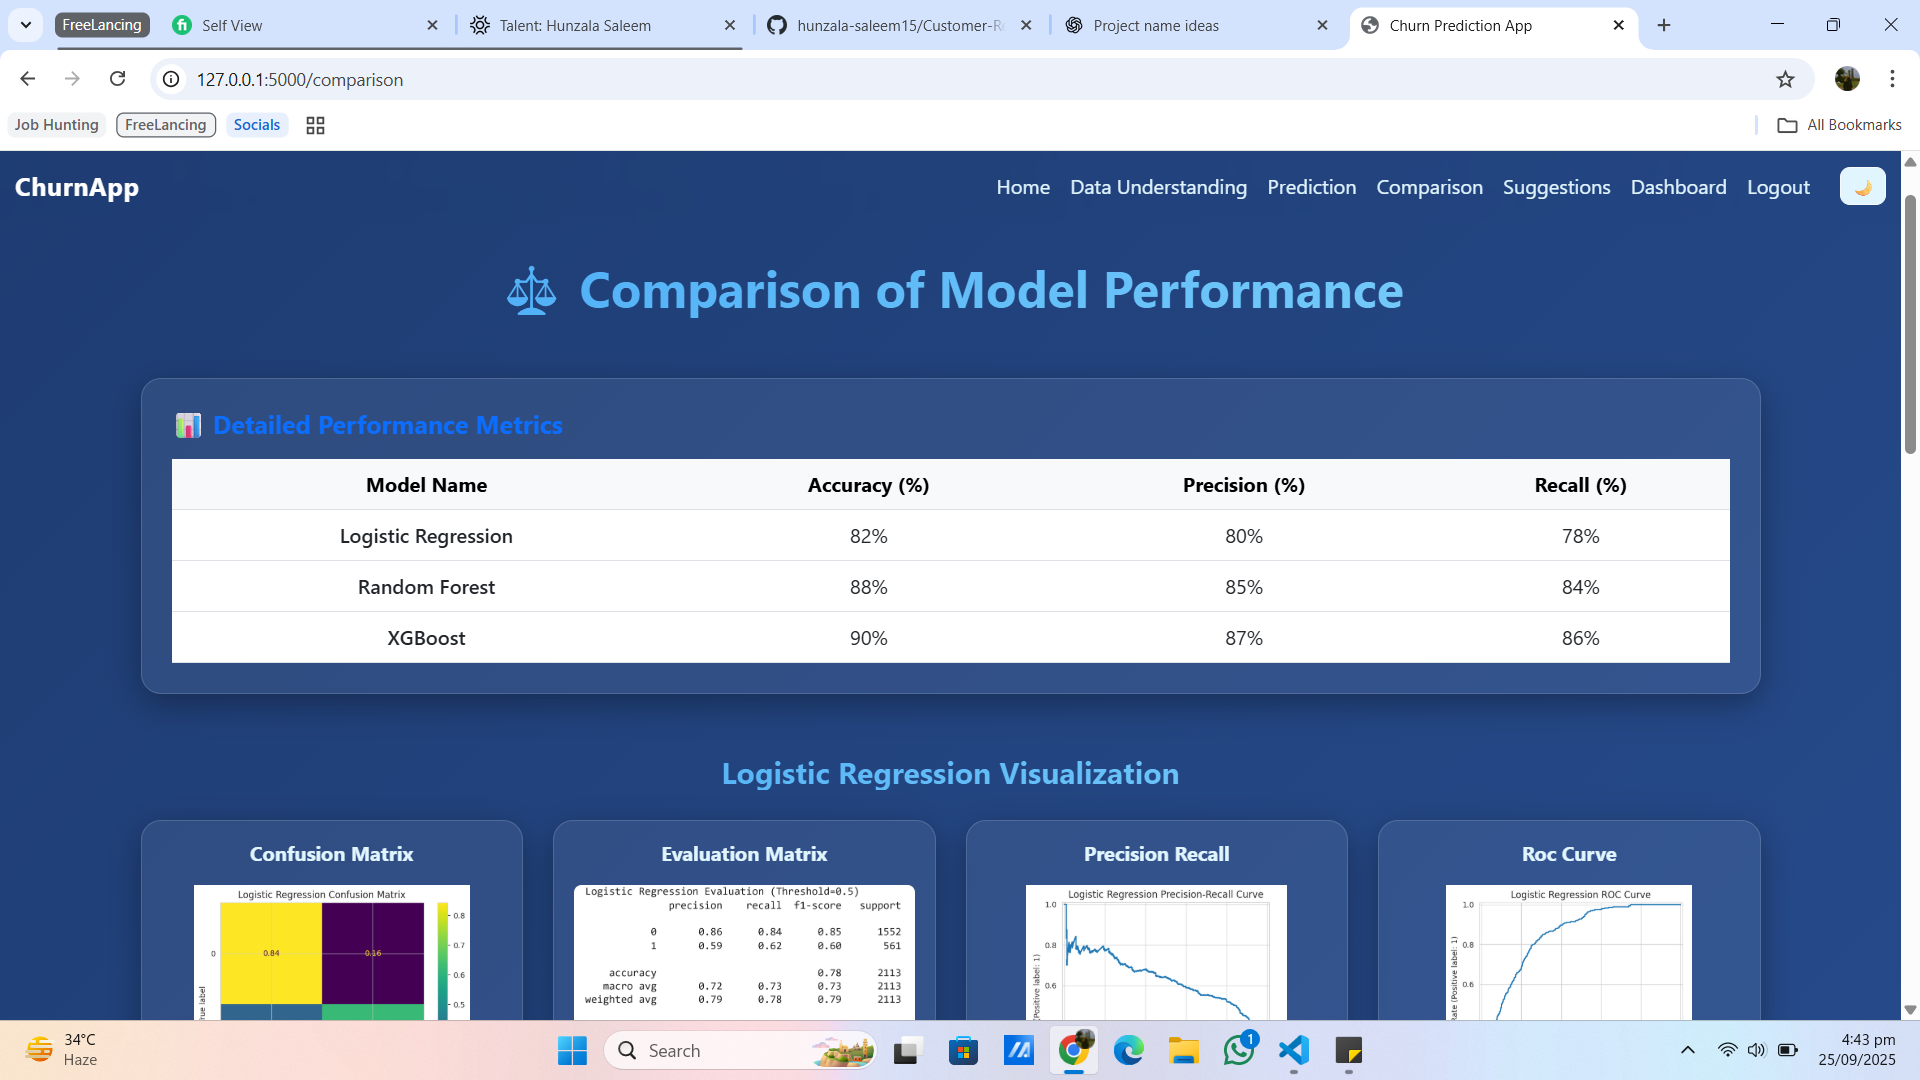 FreeLancing
Self View
Talent: Hunzala Saleem
hunzala-saleem15/Customer-Re
Project name ideas
Churn Prediction App
127.0.0.1:5000/comparison
Job Hunting
FreeLancing
Socials
All Bookmarks
ChurnApp
Home Data Understanding Prediction Comparison Suggestions Dashboard Logout
Comparison of Model Performance
Detailed Performance Metrics
Model Name Accuracy (%) Precision (%) Recall (%)
Logistic Regression 82% 80% 78%
Random Forest 88% 85% 84%
XGBoost 90% 87% 86%
Logistic Regression Visualization
Confusion Matrix
Logistic Regression Confusion Matrix
0.84 0.16
0
0.8
0.7
0.6
0.5
True label
Evaluation Matrix
Logistic Regression Evaluation (Threshold=0.5)
precision recall f1-score support
0 0.86 0.84 0.85 1552
1 0.59 0.62 0.60 561
accuracy 0.78 2113
macro avg 0.72 0.73 0.73 2113
weighted avg 0.79 0.78 0.79 2113
Precision Recall
Logistic Regression Precision-Recall Curve
1.0
0.8
0.6
(Positive label: 1)
Roc Curve
Logistic Regression ROC Curve
1.0
0.8
0.6
Rate (Positive label: 1)
34°C
Haze
Search
1
4:43 pm
25/09/2025